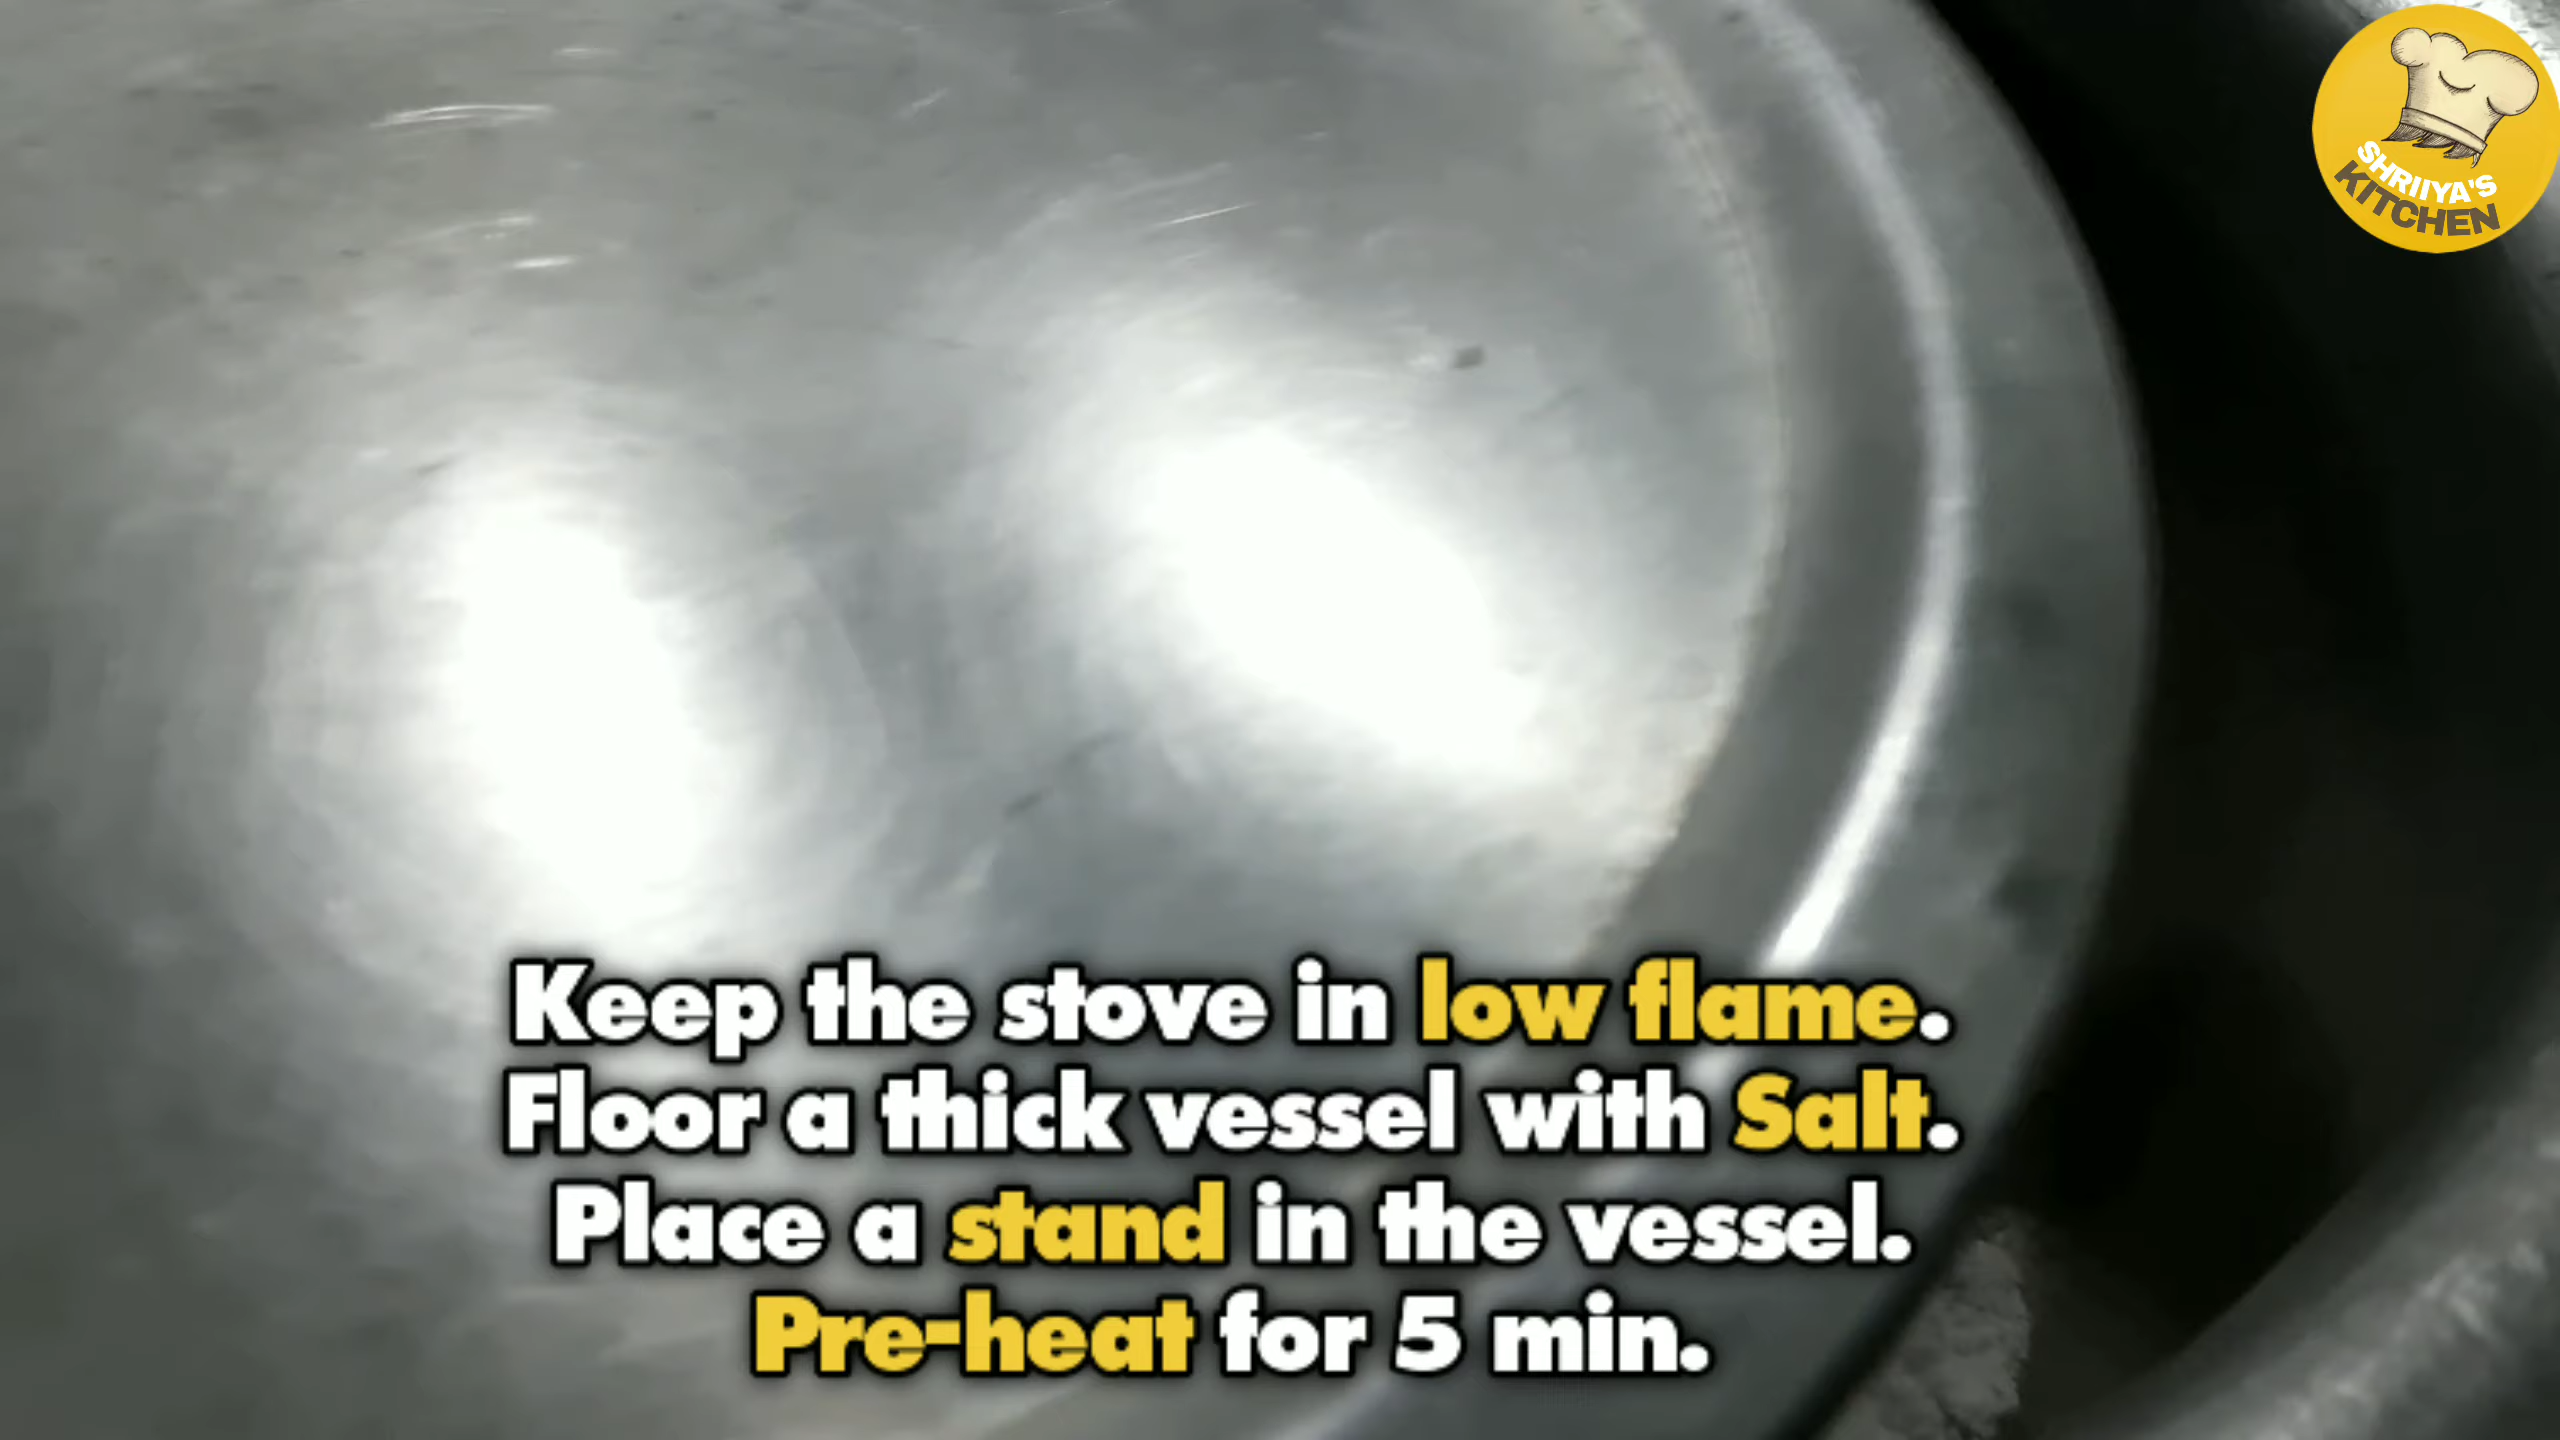 SHRIIYA'S
KITCHEN
Keep the stove in low flame.
Floor a thick vessel with Salt.
Place a stand in the vessel.
Pre-heat for 5 min.